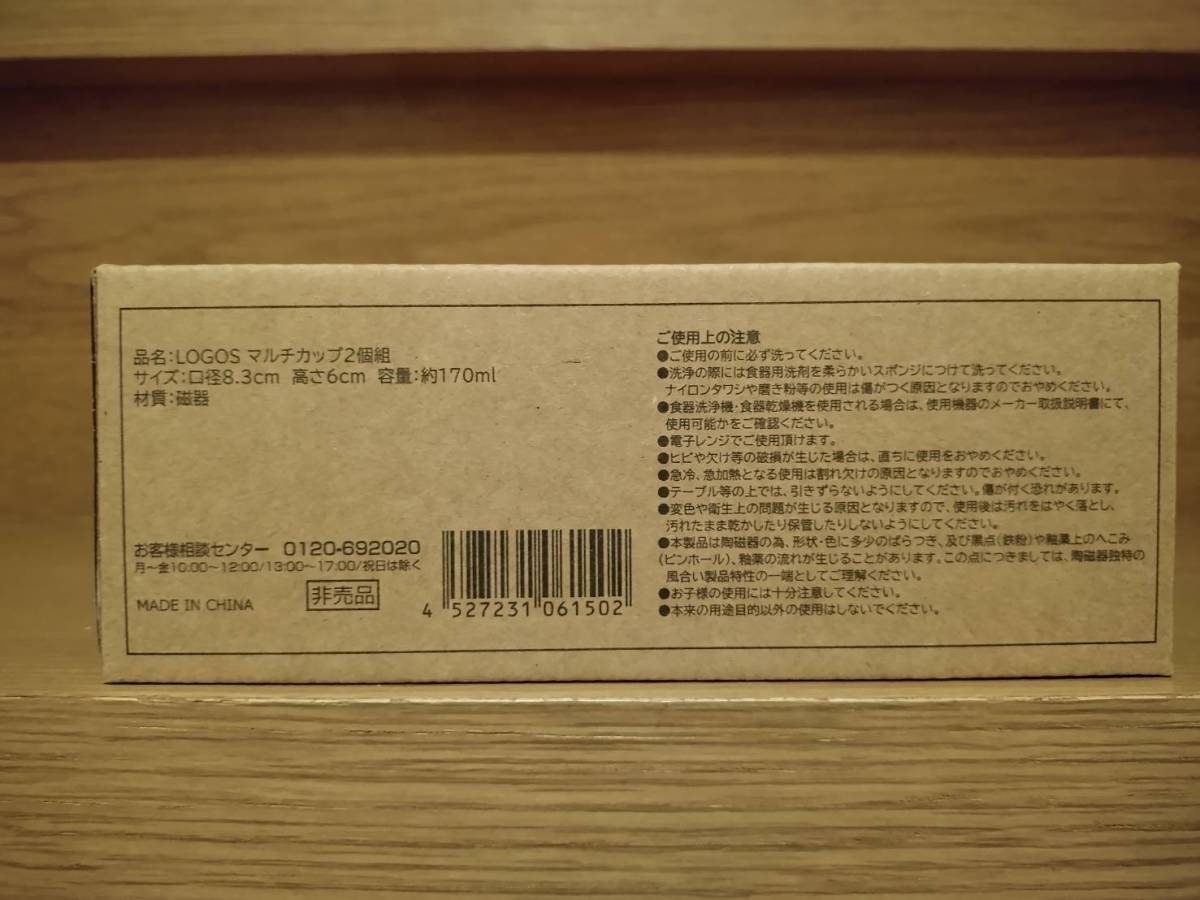 品名:LOGOS マルチカップ2個組
サイズ:口径8.3cm 高さ6cm 容量:約170ml
材質:磁器
お客様相談センター 0120-692020
月～金10:00～12:00/13:00～17:00/祝日は除く
MADE IN CHINA
非売品
4 527231 061502
ご使用上の注意
●ご使用の前に必ず洗ってください。
●洗浄の際には食器用洗剤を柔らかいスポンジにつけて洗ってください。
ナイロンタワシや磨き粉等の使用は傷がつく原因となりますのでおやめください。
●食器洗浄機・食器乾燥機を使用される場合は、使用機器のメーカー取扱説明書にて、
使用可能かをご確認ください。
●電子レンジでご使用頂けます。
●ヒビや欠け等の破損が生じた場合は、直ちに使用をおやめください。
●急冷、急加熱となる使用は割れ欠けの原因となりますのでおやめください。
●テーブル等の上では、引きずらないようにしてください。傷が付く恐れがあります。
●変色や衛生上の問題が生じる原因となりますので、使用後は汚れをはやく落とし、
汚れたまま乾かしたり保管したりしないようにしてください。
●本製品は陶磁器の為、形状・色に多少のばらつき、及び黒点(鉄粉)や釉薬上のへこみ
(ピンホール)、釉薬の流れが生じることがあります。この点につきましては、陶磁器独特の
風合い製品特性の一端としてご理解ください。
●お子様の使用には十分注意してください。
●本来の用途目的以外の使用はしないでください。